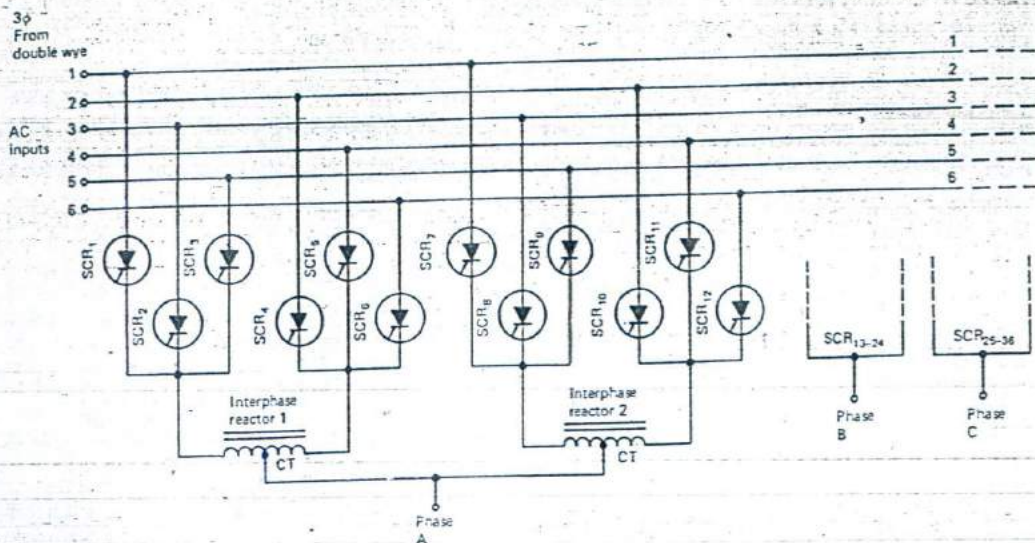 3ϕ
From
double wye
1
2
3
AC
inputs
4
5
6
1
2
3
4
5
6
SCR1
SCR2
SCR3
SCR4
SCR5
SCR6
SCR7
SCR8
SCR9
SCR10
SCR11
SCR12
SCR13-24
SCR25-36
Interphase
reactor 1
CT
Interphase
reactor 2
CT
Phase
A
Phase
B
Phase
C